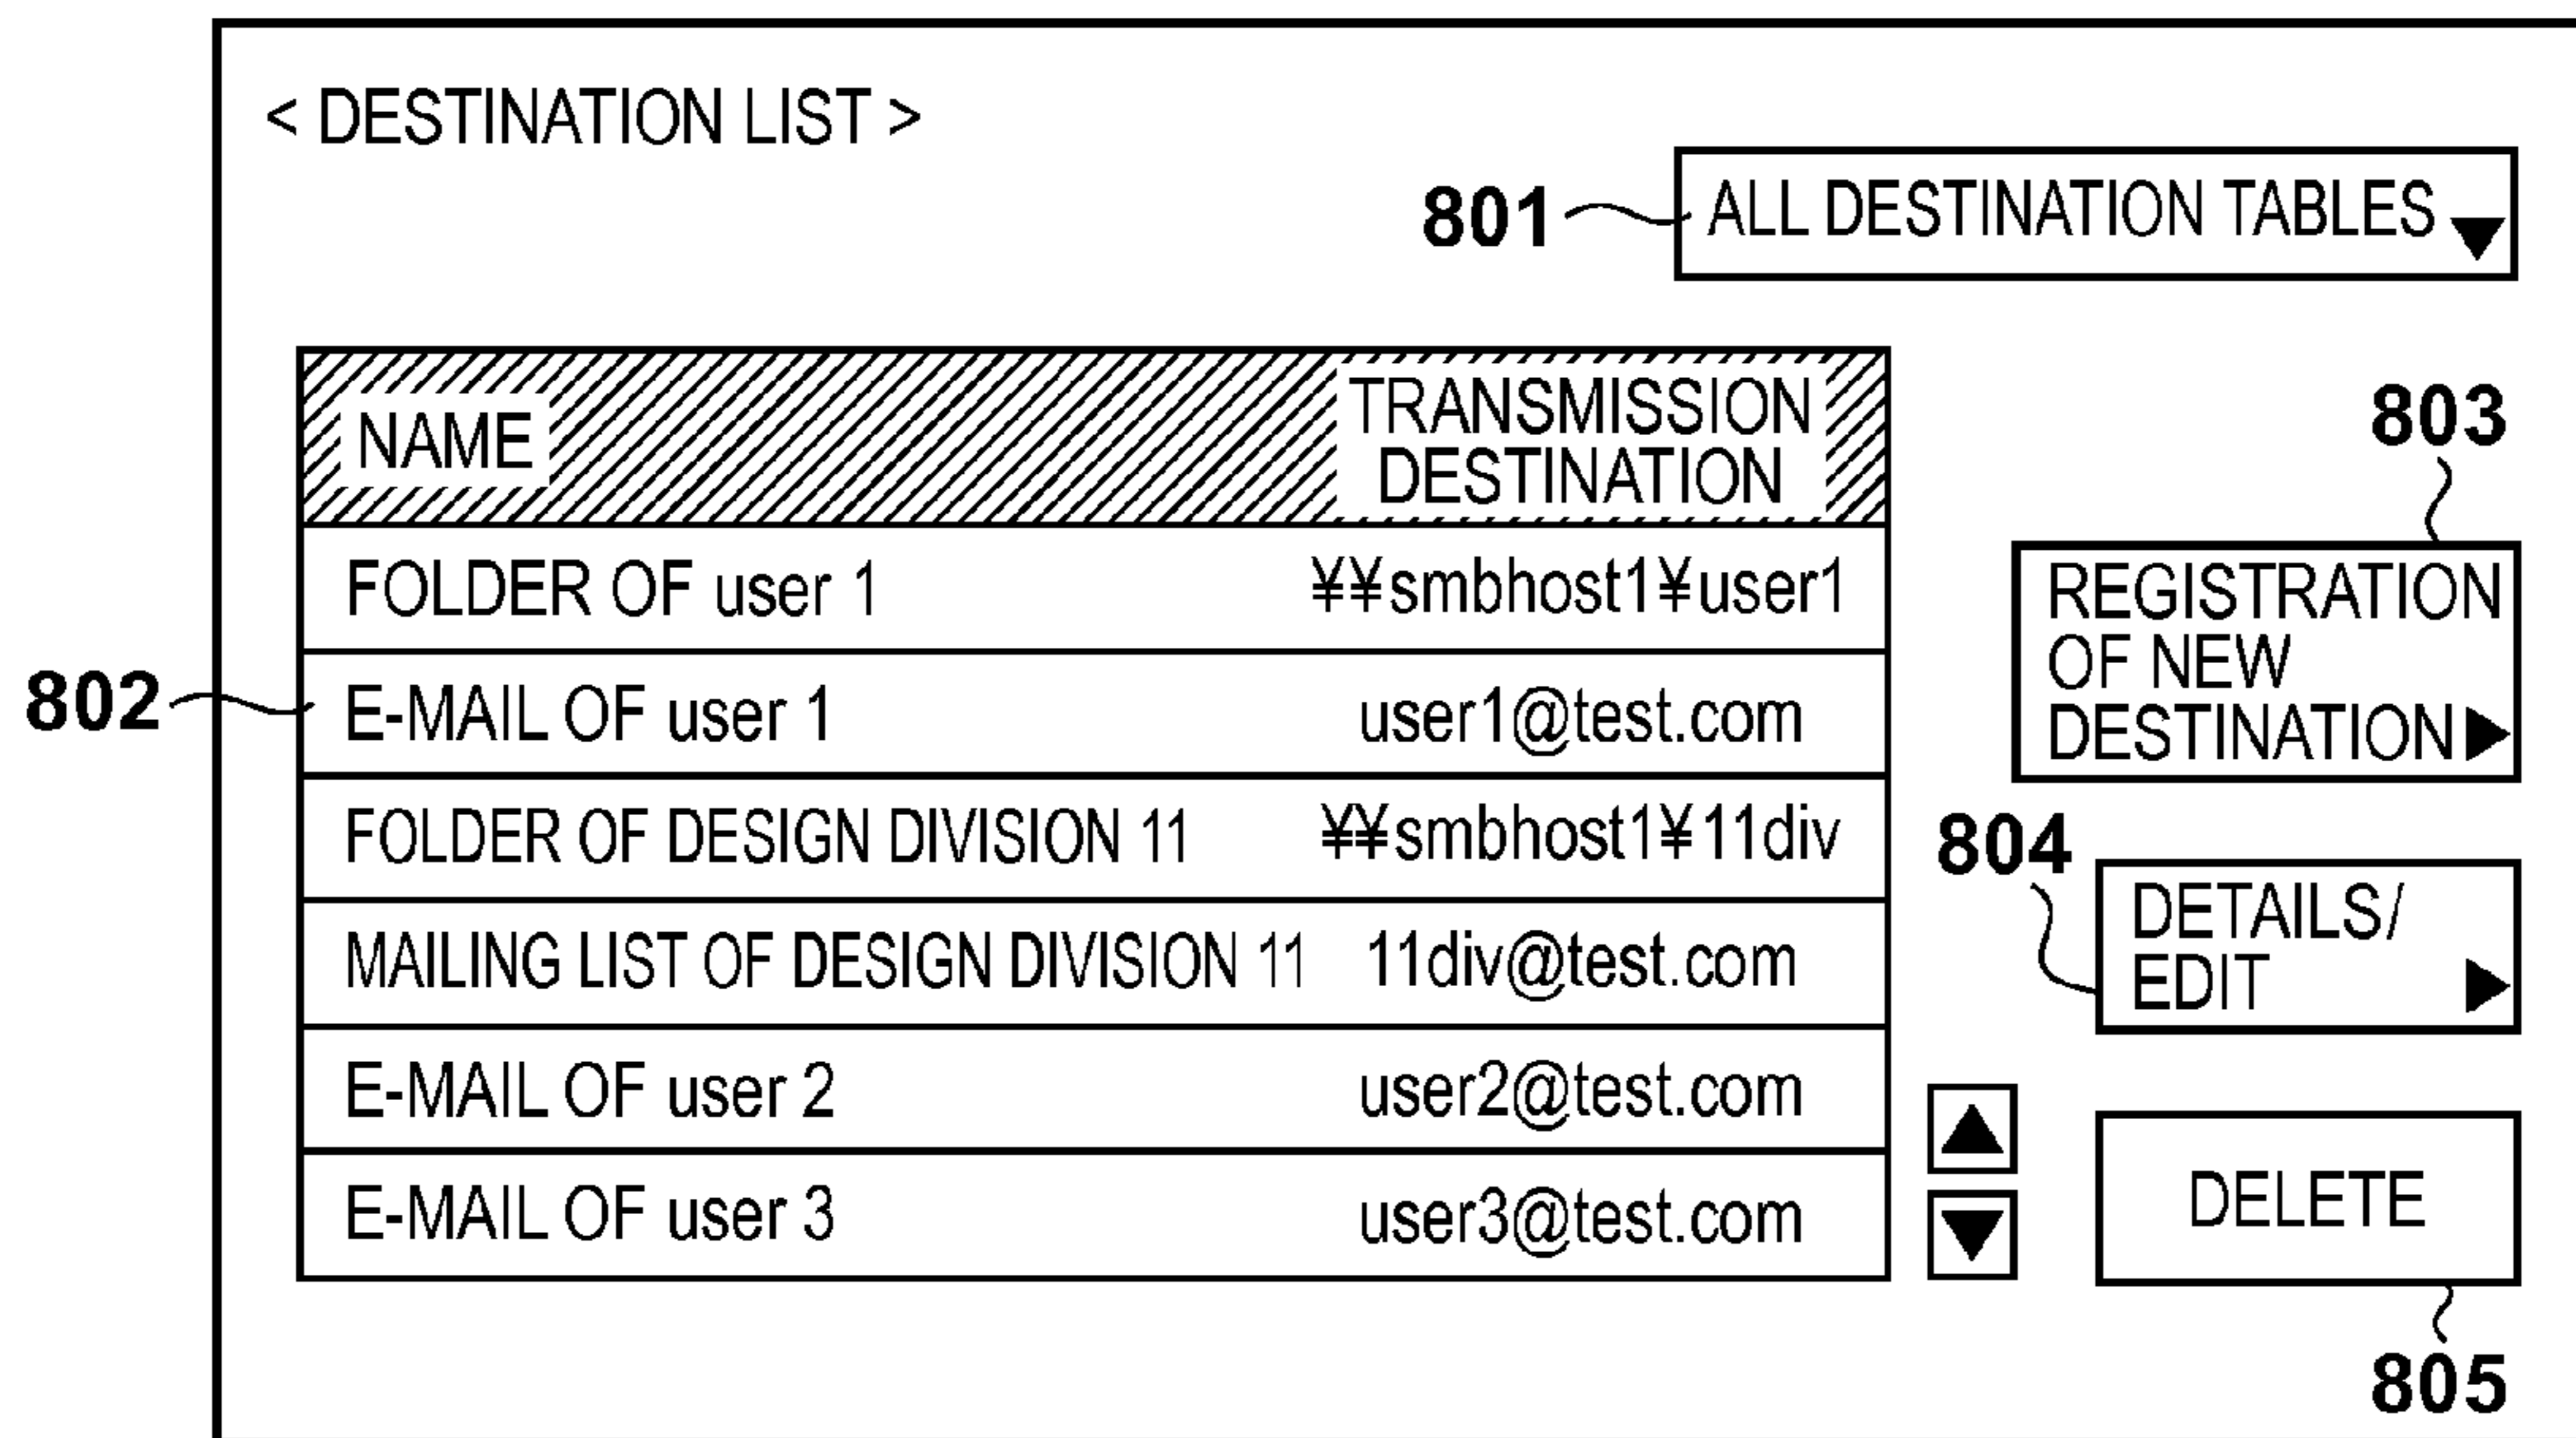 < DESTINATION LIST >
801
ALL DESTINATION TABLES
NAME
TRANSMISSION
DESTINATION
803
FOLDER OF user 1 ¥¥smbhost1¥user1
REGISTRATION
OF NEW
DESTINATION
802
E-MAIL OF user 1 user1@test.com
FOLDER OF DESIGN DIVISION 11 ¥¥smbhost1¥11div
804
MAILING LIST OF DESIGN DIVISION 11 11div@test.com
DETAILS/
EDIT
E-MAIL OF user 2 user2@test.com
E-MAIL OF user 3 user3@test.com
DELETE
805